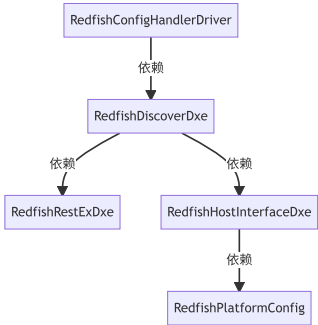 RedfishConfigHandlerDriver
依赖
RedfishDiscoverDxe
依赖
依赖
RedfishRestExDxe
RedfishHostInterfaceDxe
依赖
RedfishPlatformConfig